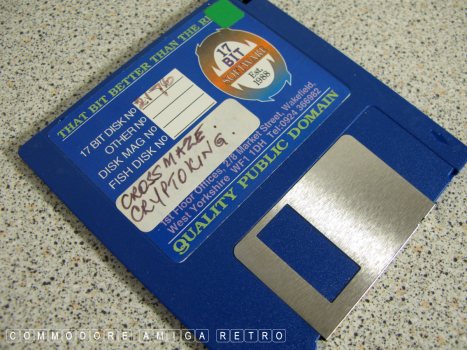 THAT BIT BETTER THAN THE
17 BIT SOFTWARE
Est. 1988
17 BIT DISK NO
OTHER NO
DISK MAG NO
FISH DISK NO
CROSS MAZE
CRYPTO KING.
1st Floor Offices, 2/8 Market Street, Wakefield,
West Yorkshire WF1 1DH Tel:0924 366982
QUALITY PUBLIC DOMAIN
COMMODORE AMIGA RETRO